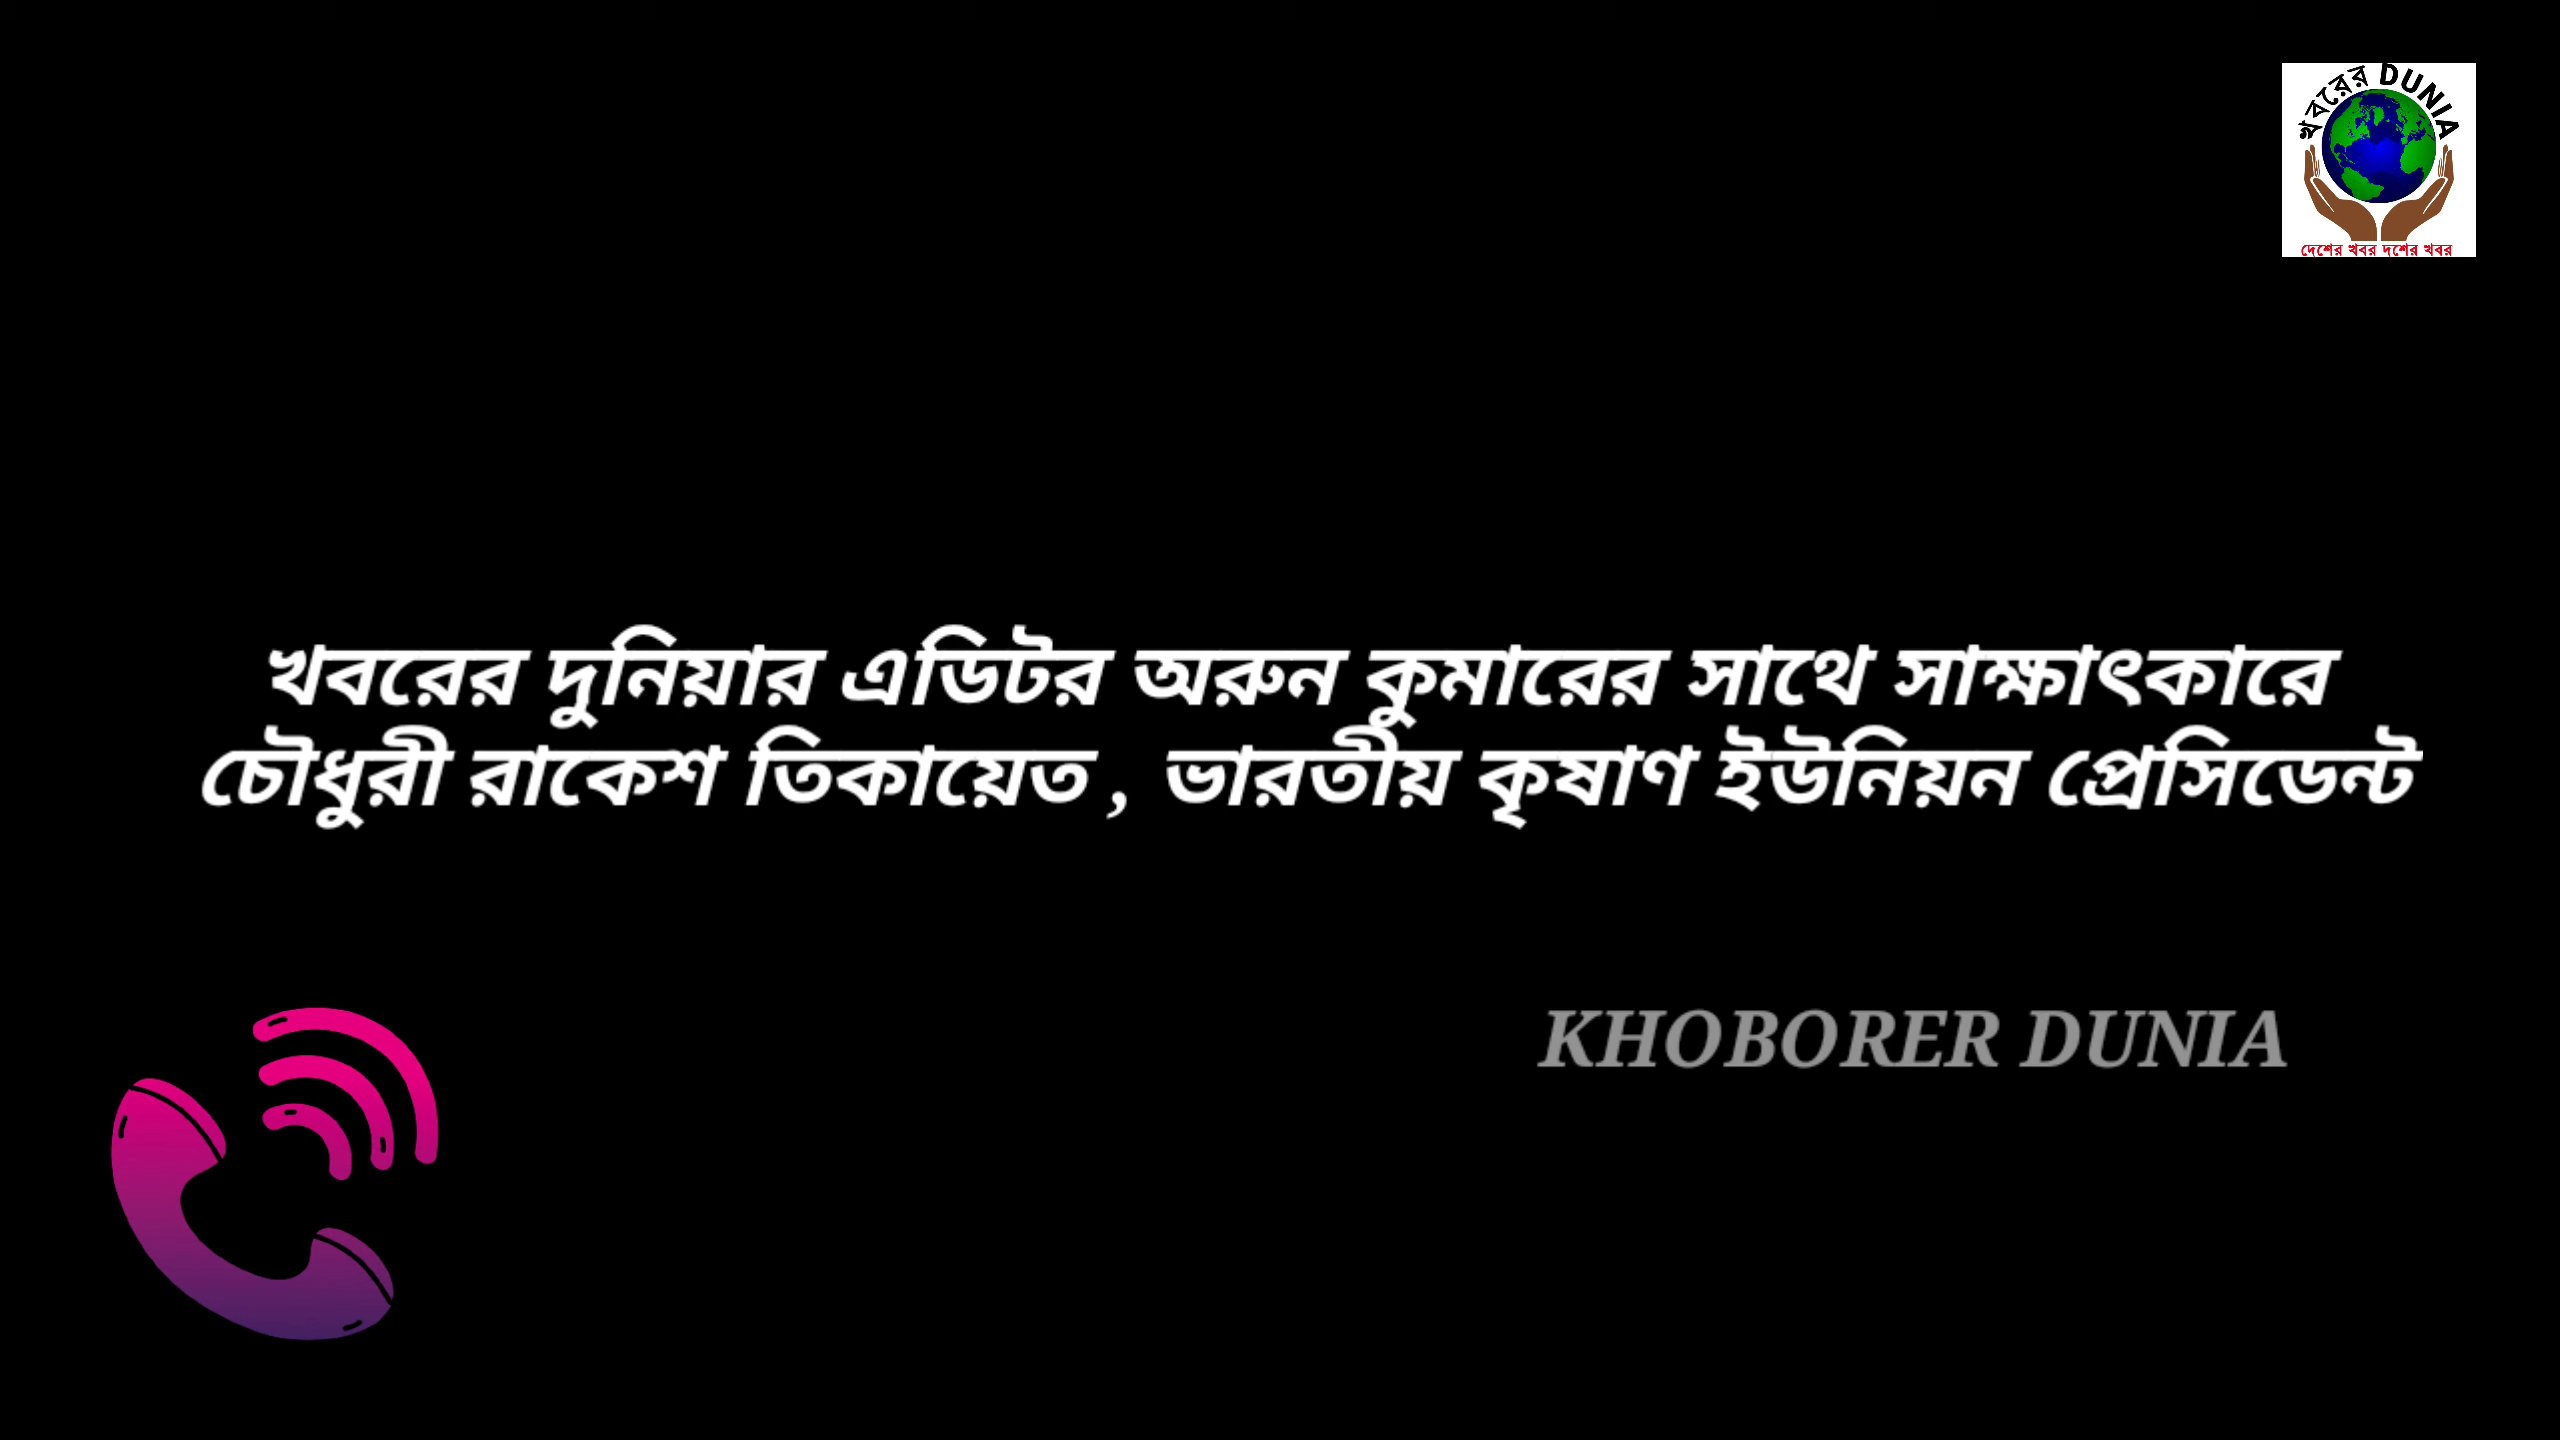 খবরের DUNIA
দেশের খবর দশের খবর
খবরের দুনিয়ার এডিটর অরুন কুমারের সাথে সাক্ষাৎকারে
চৌধুরী রাকেশ তিকায়েত , ভারতীয় কৃষাণ ইউনিয়ন প্রেসিডেন্ট
KHOBORER DUNIA